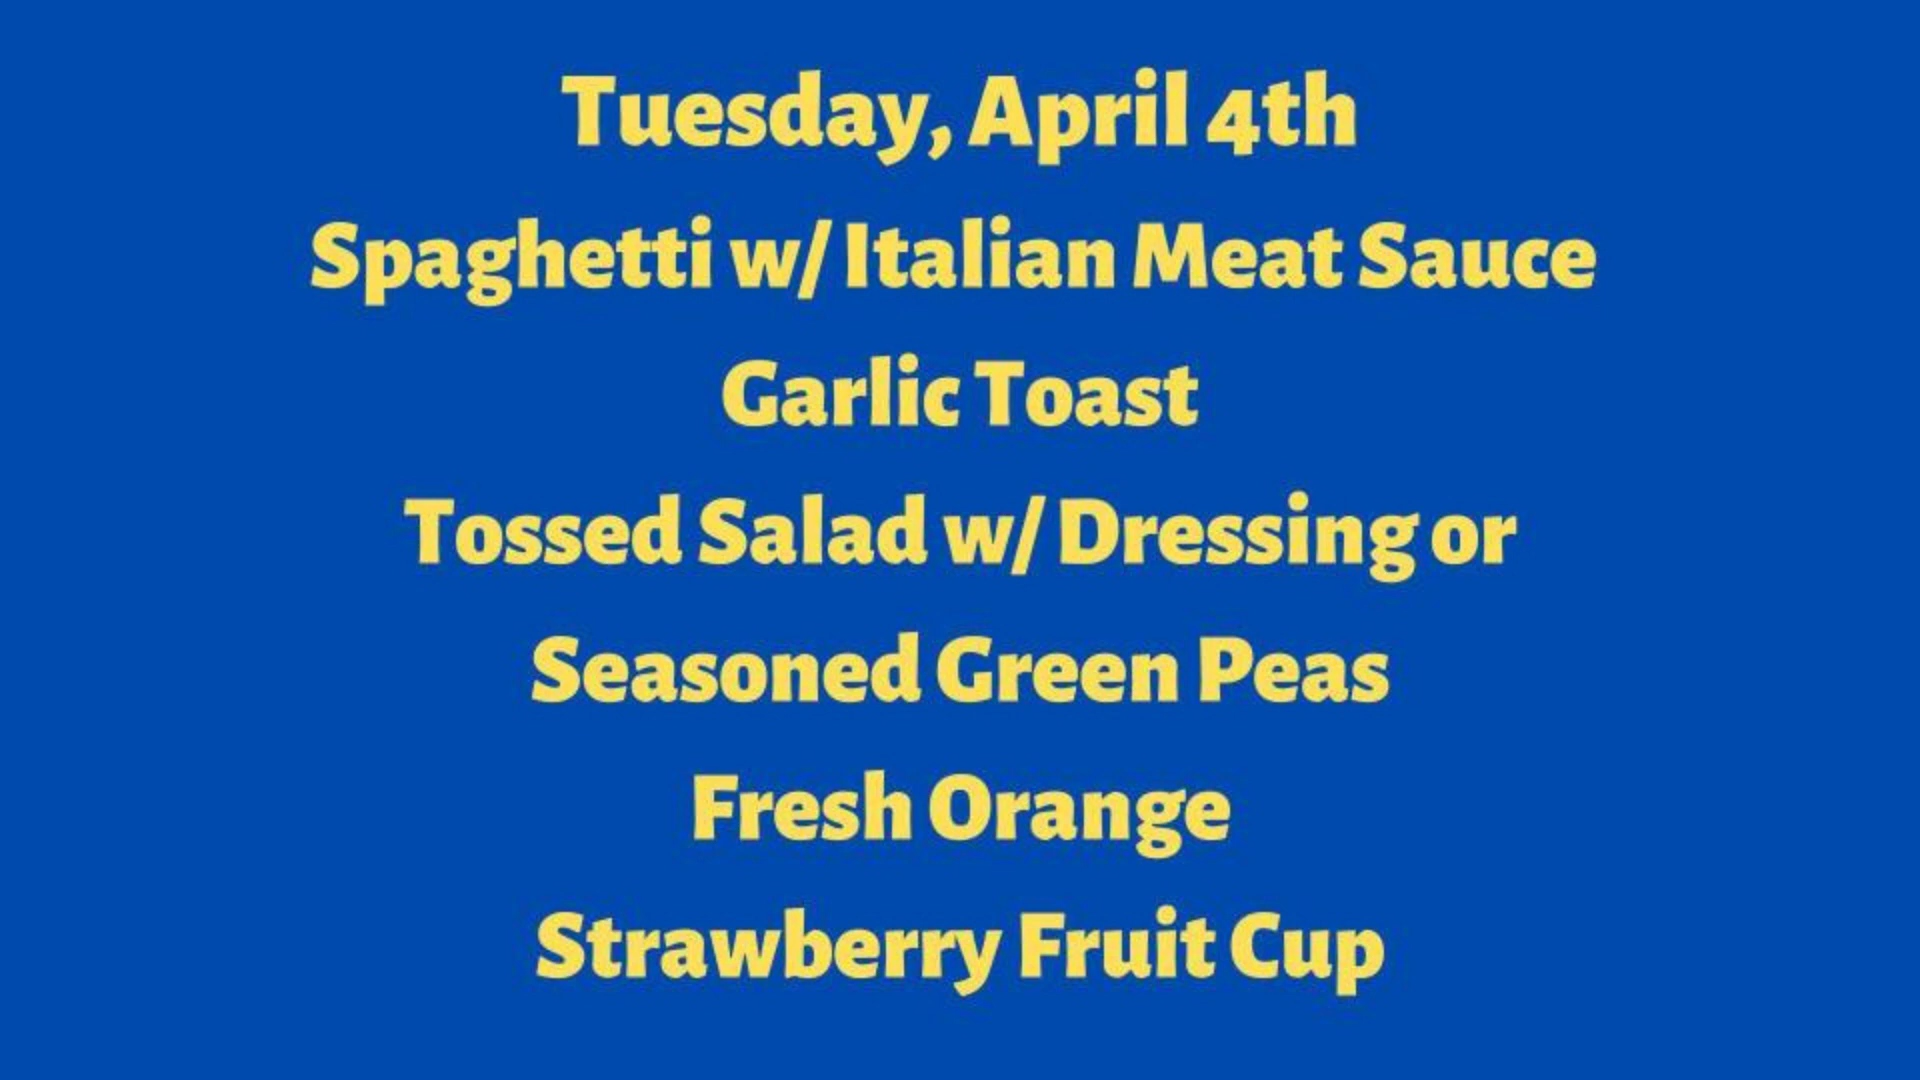 Tuesday, April 4th
Spaghetti w/ Italian Meat Sauce
Garlic Toast
Tossed Salad w/ Dressing or
Seasoned Green Peas
Fresh Orange
Strawberry Fruit Cup